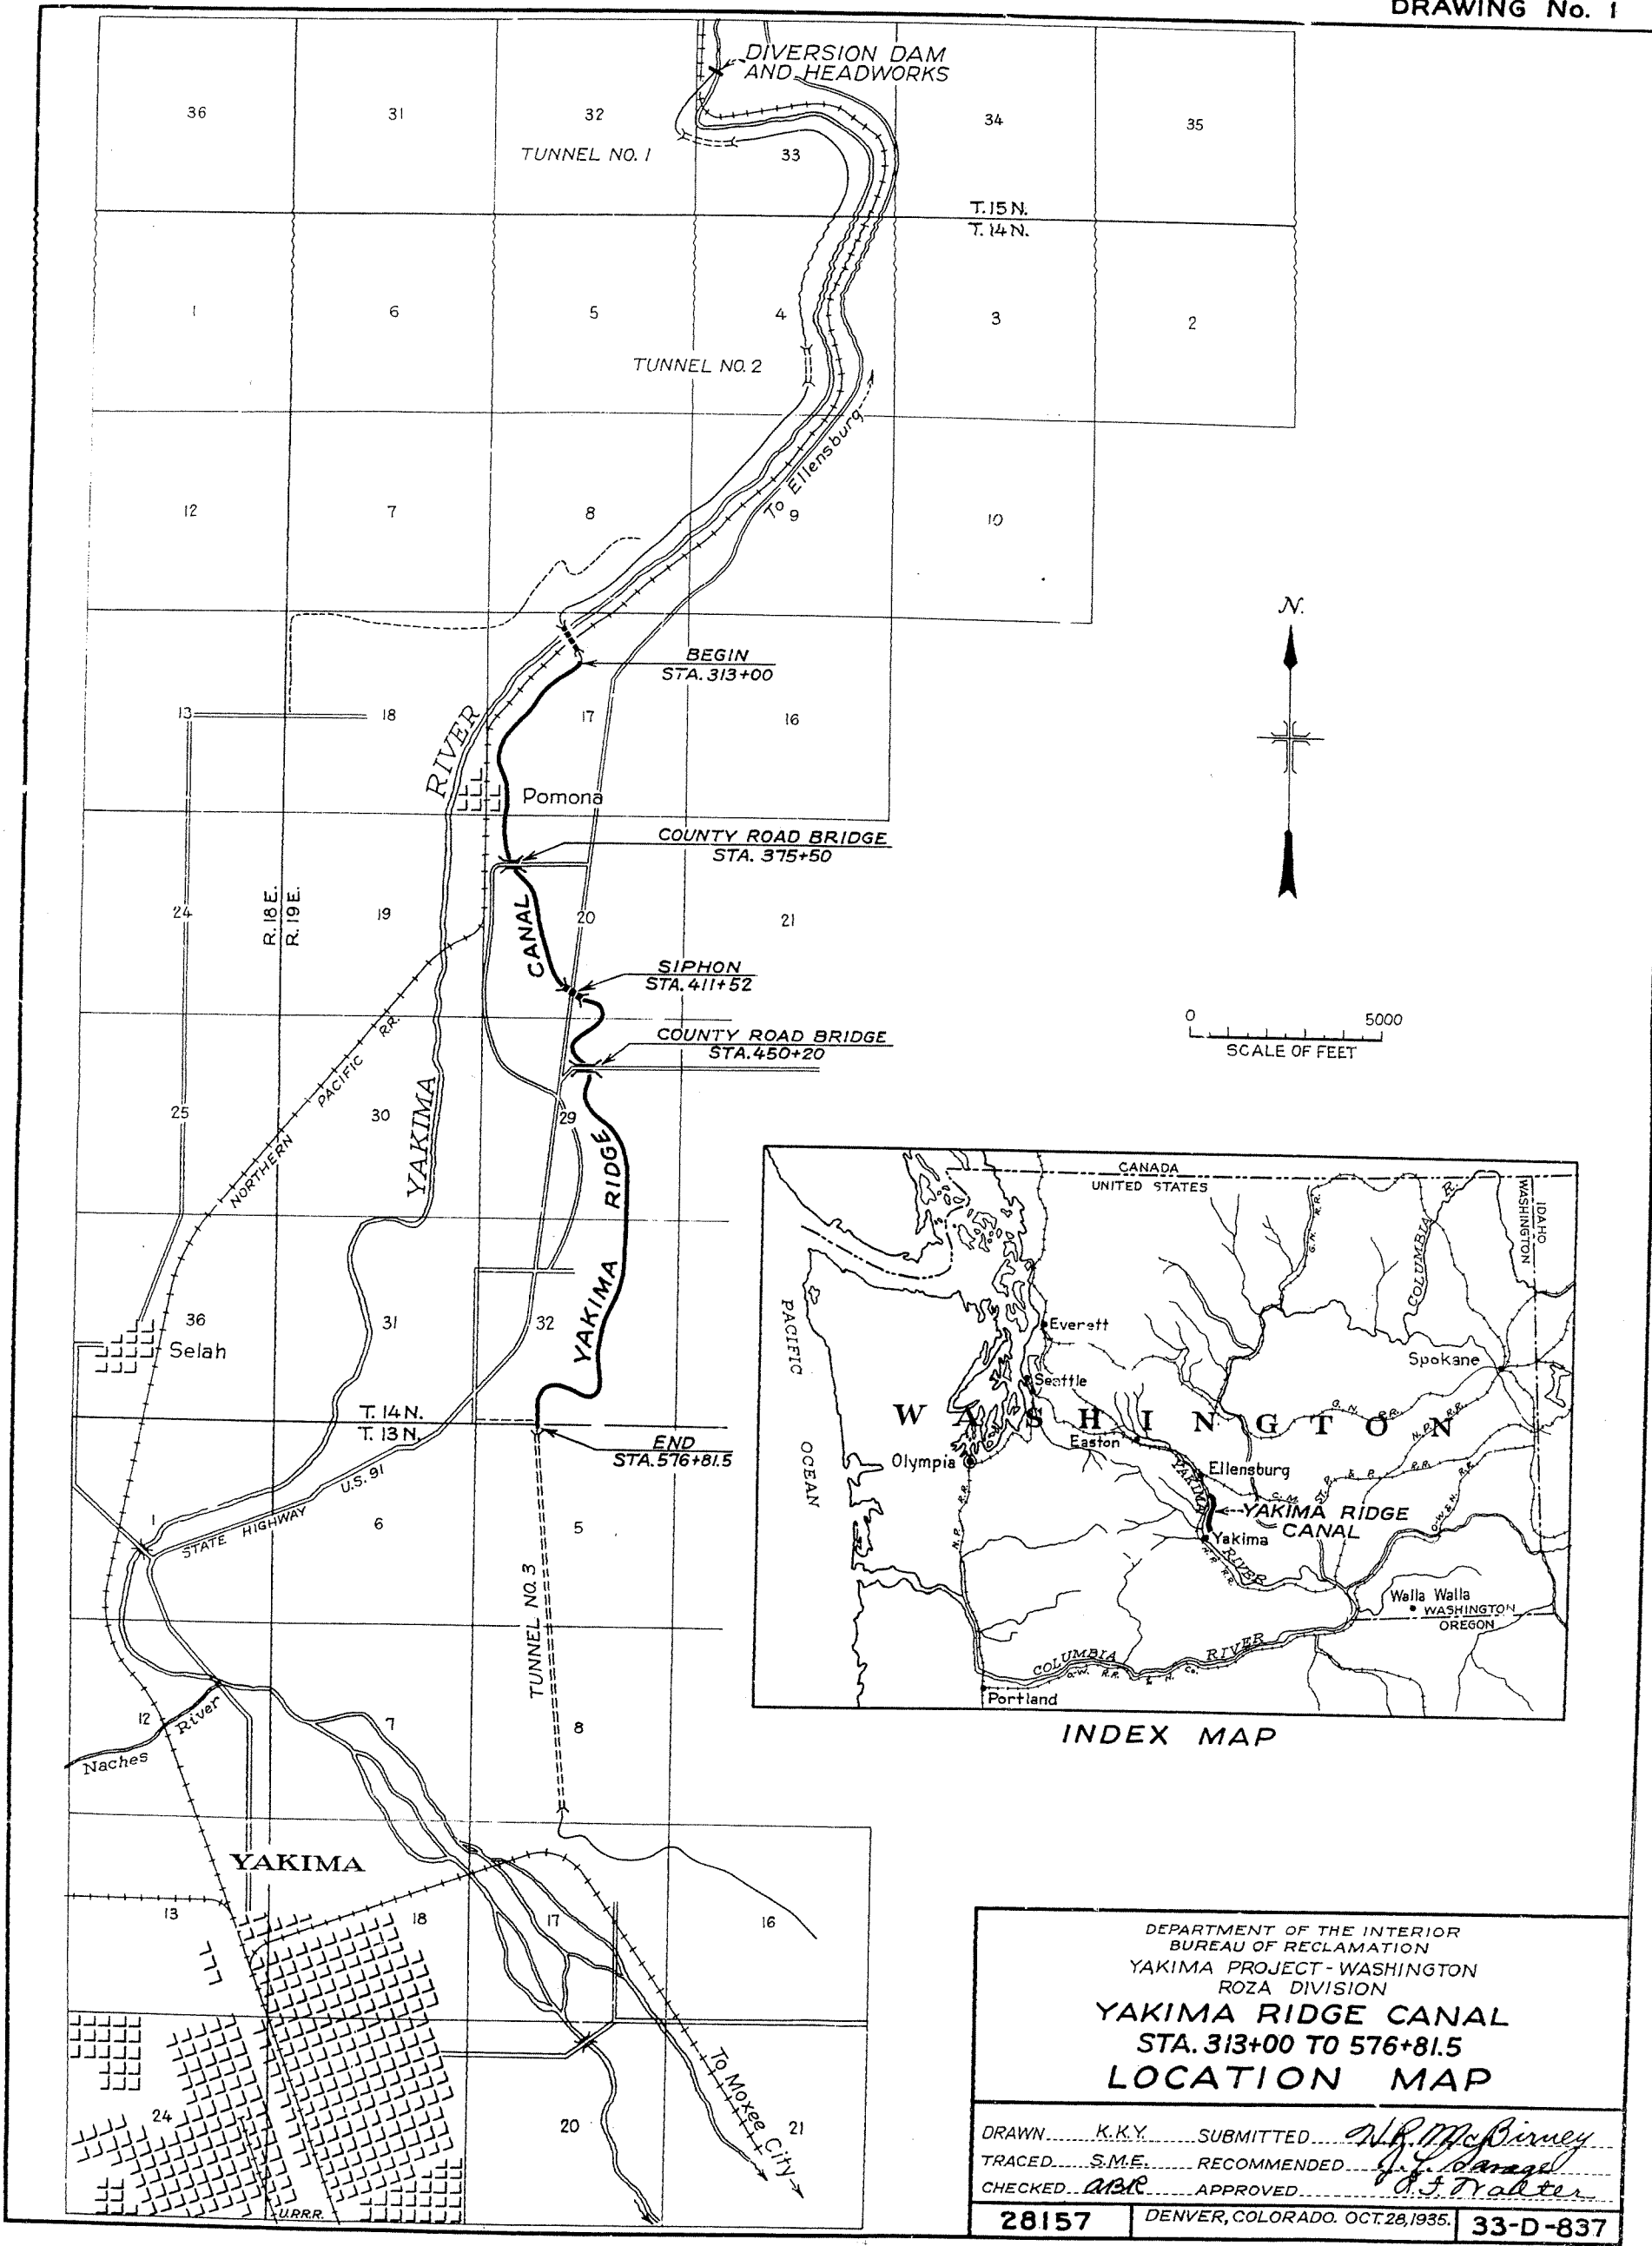 DRAWING No. 1
DIVERSION DAM
AND HEADWORKS
36
31
32
34
35
TUNNEL NO. 1
33
T. 15 N.
T. 14 N.
1
6
5
4
3
2
TUNNEL NO. 2
To Ellensburg
12
7
8
9
10
N.
BEGIN
STA. 313+00
13
18
17
16
RIVER
Pomona
COUNTY ROAD BRIDGE
STA. 375+50
24
R. 18 E.
R. 19 E.
19
CANAL
20
21
SIPHON
STA. 411+52
0 5000
SCALE OF FEET
COUNTY ROAD BRIDGE
STA. 450+20
NORTHERN PACIFIC R.R.
25
30
YAKIMA
29
YAKIMA RIDGE
36
31
32
Selah
T. 14 N.
T. 13 N.
END
STA. 576+81.5
1
STATE HIGHWAY U.S. 91
6
5
TUNNEL NO. 3
12
Naches River
7
8
YAKIMA
13
18
17
16
24
20
21
To Moxee City
U.P.R.R.
CANADA
UNITED STATES
IDAHO
WASHINGTON
COLUMBIA R.
G.N. R.R.
PACIFIC OCEAN
Everett
Seattle
Spokane
WASHINGTON
G.N. R.R.
N.P. R.R.
Easton
Olympia
Ellensburg
YAKIMA RIVER
C.M. ST. P. & P. R.R.
O.W.R.&N. R.R.
YAKIMA RIDGE
CANAL
Yakima
N.P. R.R.
N.P. R.R.
Walla Walla
WASHINGTON
OREGON
COLUMBIA RIVER
O.W. R.R. & N. Co.
Portland
INDEX MAP
DEPARTMENT OF THE INTERIOR
BUREAU OF RECLAMATION
YAKIMA PROJECT - WASHINGTON
ROZA DIVISION
YAKIMA RIDGE CANAL
STA. 313+00 TO 576+81.5
LOCATION MAP
DRAWN K.K.Y. SUBMITTED W.R. McBirney
TRACED S.M.E. RECOMMENDED J.L. Savage
CHECKED ABR APPROVED R.F. Walter
28157 DENVER, COLORADO. OCT. 28, 1935. 33-D-837